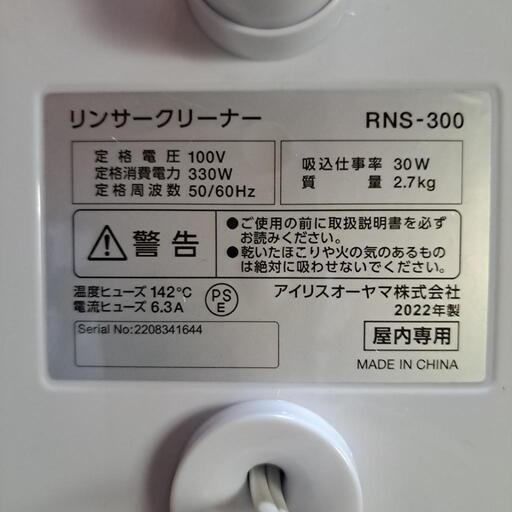 リンサークリーナー RNS-300
定格電圧 100V
定格消費電力 330W
定格周波数 50/60Hz
吸込仕事率 30W
質量 2.7kg
警告
●ご使用の前に取扱説明書を必ず
お読みください。
●乾いたほこりや火の気のあるもの
は絶対に吸わせないでください。
温度ヒューズ 142℃
電流ヒューズ 6.3A
PS
E
アイリスオーヤマ株式会社
2022年製
Serial No:2208341644
屋内専用
MADE IN CHINA